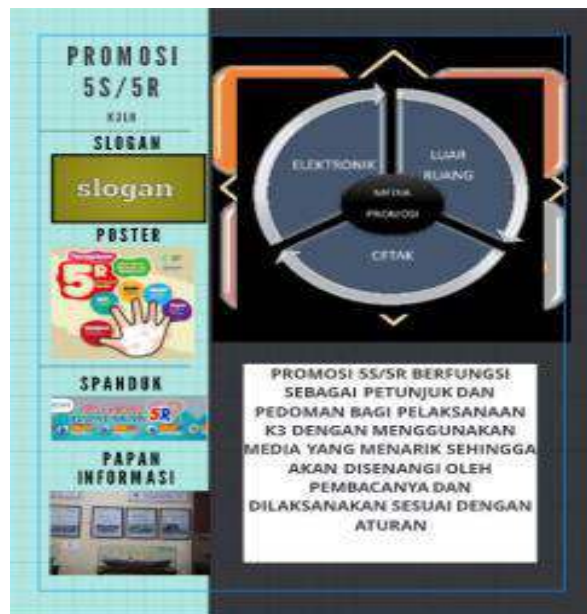 PROMOSI
5S/5R
K3LH
SLOGAN
slogan
POSTER
5R
SPANDUK
5R
PAPAN
INFORMASI
ELEKTRONIK
LUAR
RUANG
MEDIA
PROMOSI
CETAK
PROMOSI 5S/5R BERFUNGSI
SEBAGAI PETUNJUK DAN
PEDOMAN BAGI PELAKSANAAN
K3 DENGAN MENGGUNAKAN
MEDIA YANG MENARIK SEHINGGA
AKAN DISENANGI OLEH
PEMBACANYA DAN
DILAKSANAKAN SESUAI DENGAN
ATURAN